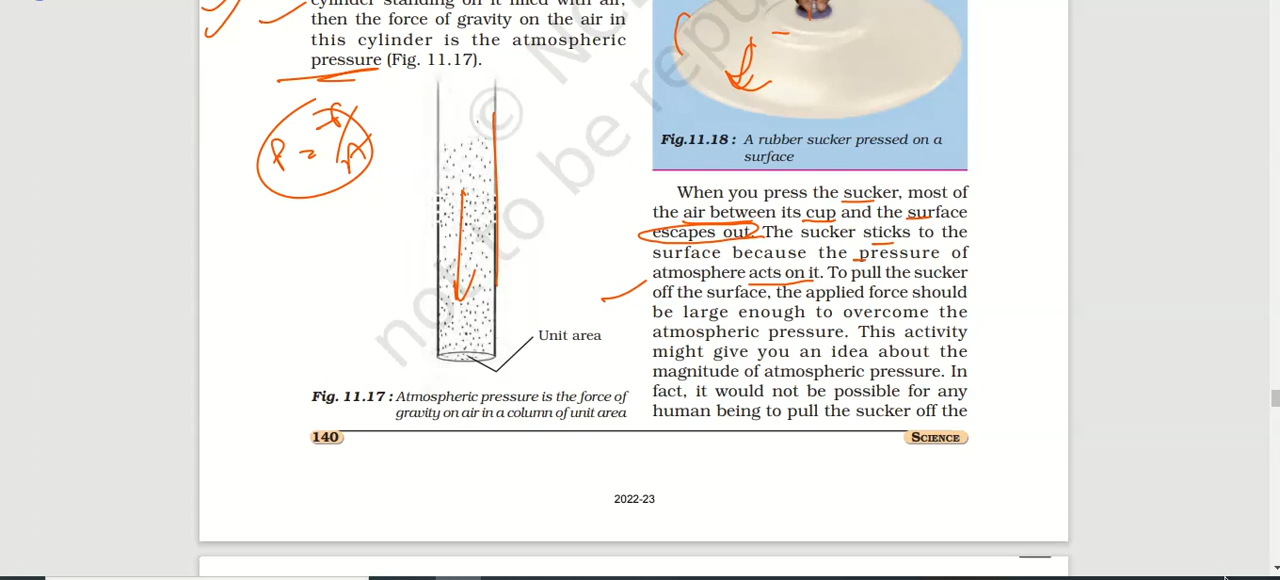 cylinder standing on it filled with air,
then the force of gravity on the air in
this cylinder is the atmospheric
pressure (Fig. 11.17).
P = F/A
Unit area
Fig. 11.17 : Atmospheric pressure is the force of
gravity on air in a column of unit area
Fig.11.18 : A rubber sucker pressed on a
surface
When you press the sucker, most of
the air between its cup and the surface
escapes out. The sucker sticks to the
surface because the pressure of
atmosphere acts on it. To pull the sucker
off the surface, the applied force should
be large enough to overcome the
atmospheric pressure. This activity
might give you an idea about the
magnitude of atmospheric pressure. In
fact, it would not be possible for any
human being to pull the sucker off the
140
SCIENCE
2022-23
not to be repu
© No